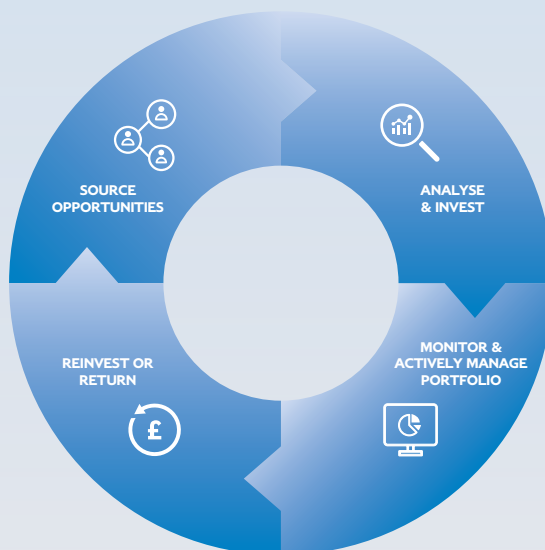 SOURCE
OPPORTUNITIES
ANALYSE
& INVEST
MONITOR &
ACTIVELY MANAGE
PORTFOLIO
REINVEST OR
RETURN
£